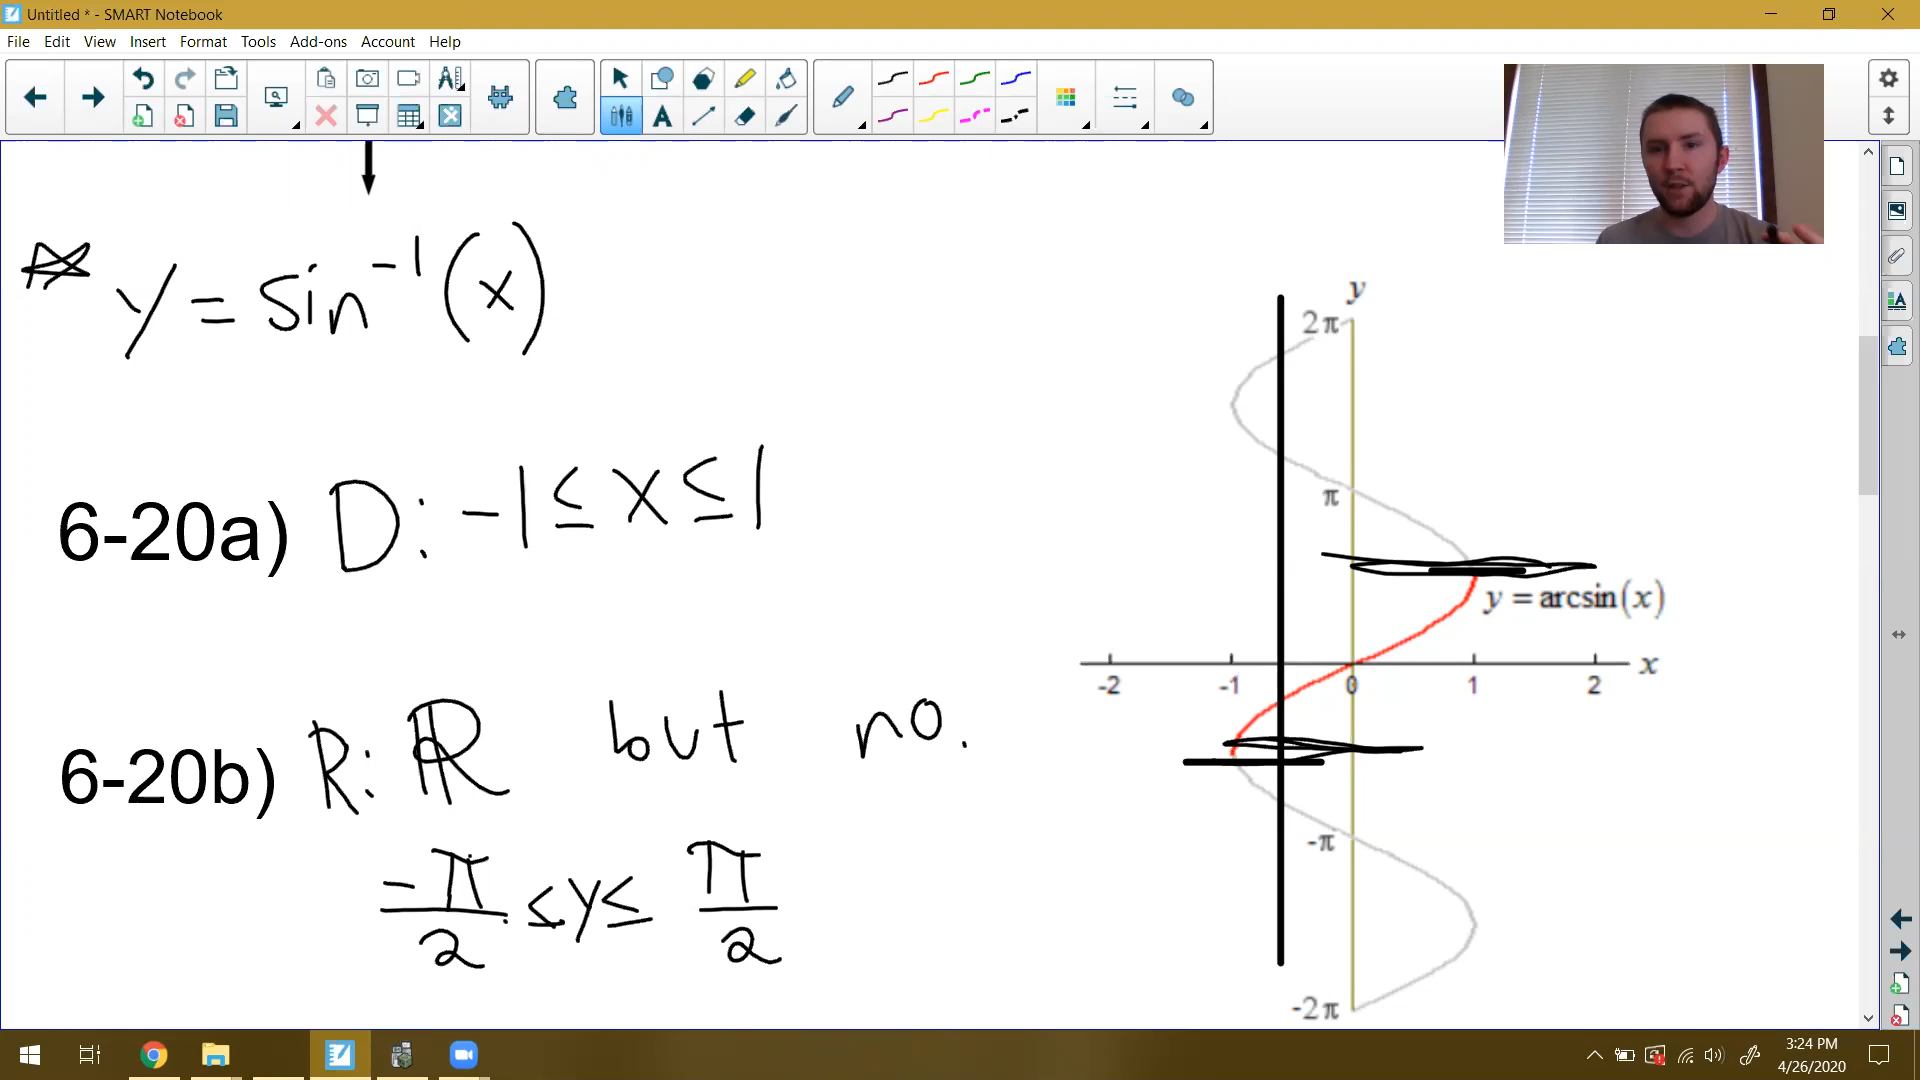 Untitled * - SMART Notebook
File Edit View Insert Format Tools Add-ons Account Help
y = sin⁻¹(x)
6-20a) D: -1 ≤ x ≤ 1
6-20b) R: ℝ but no.
-π/2 ≤ y ≤ π/2
y
2π
π
y = arcsin(x)
x
-2 -1 0 1 2
-π
-2π
3:24 PM
4/26/2020